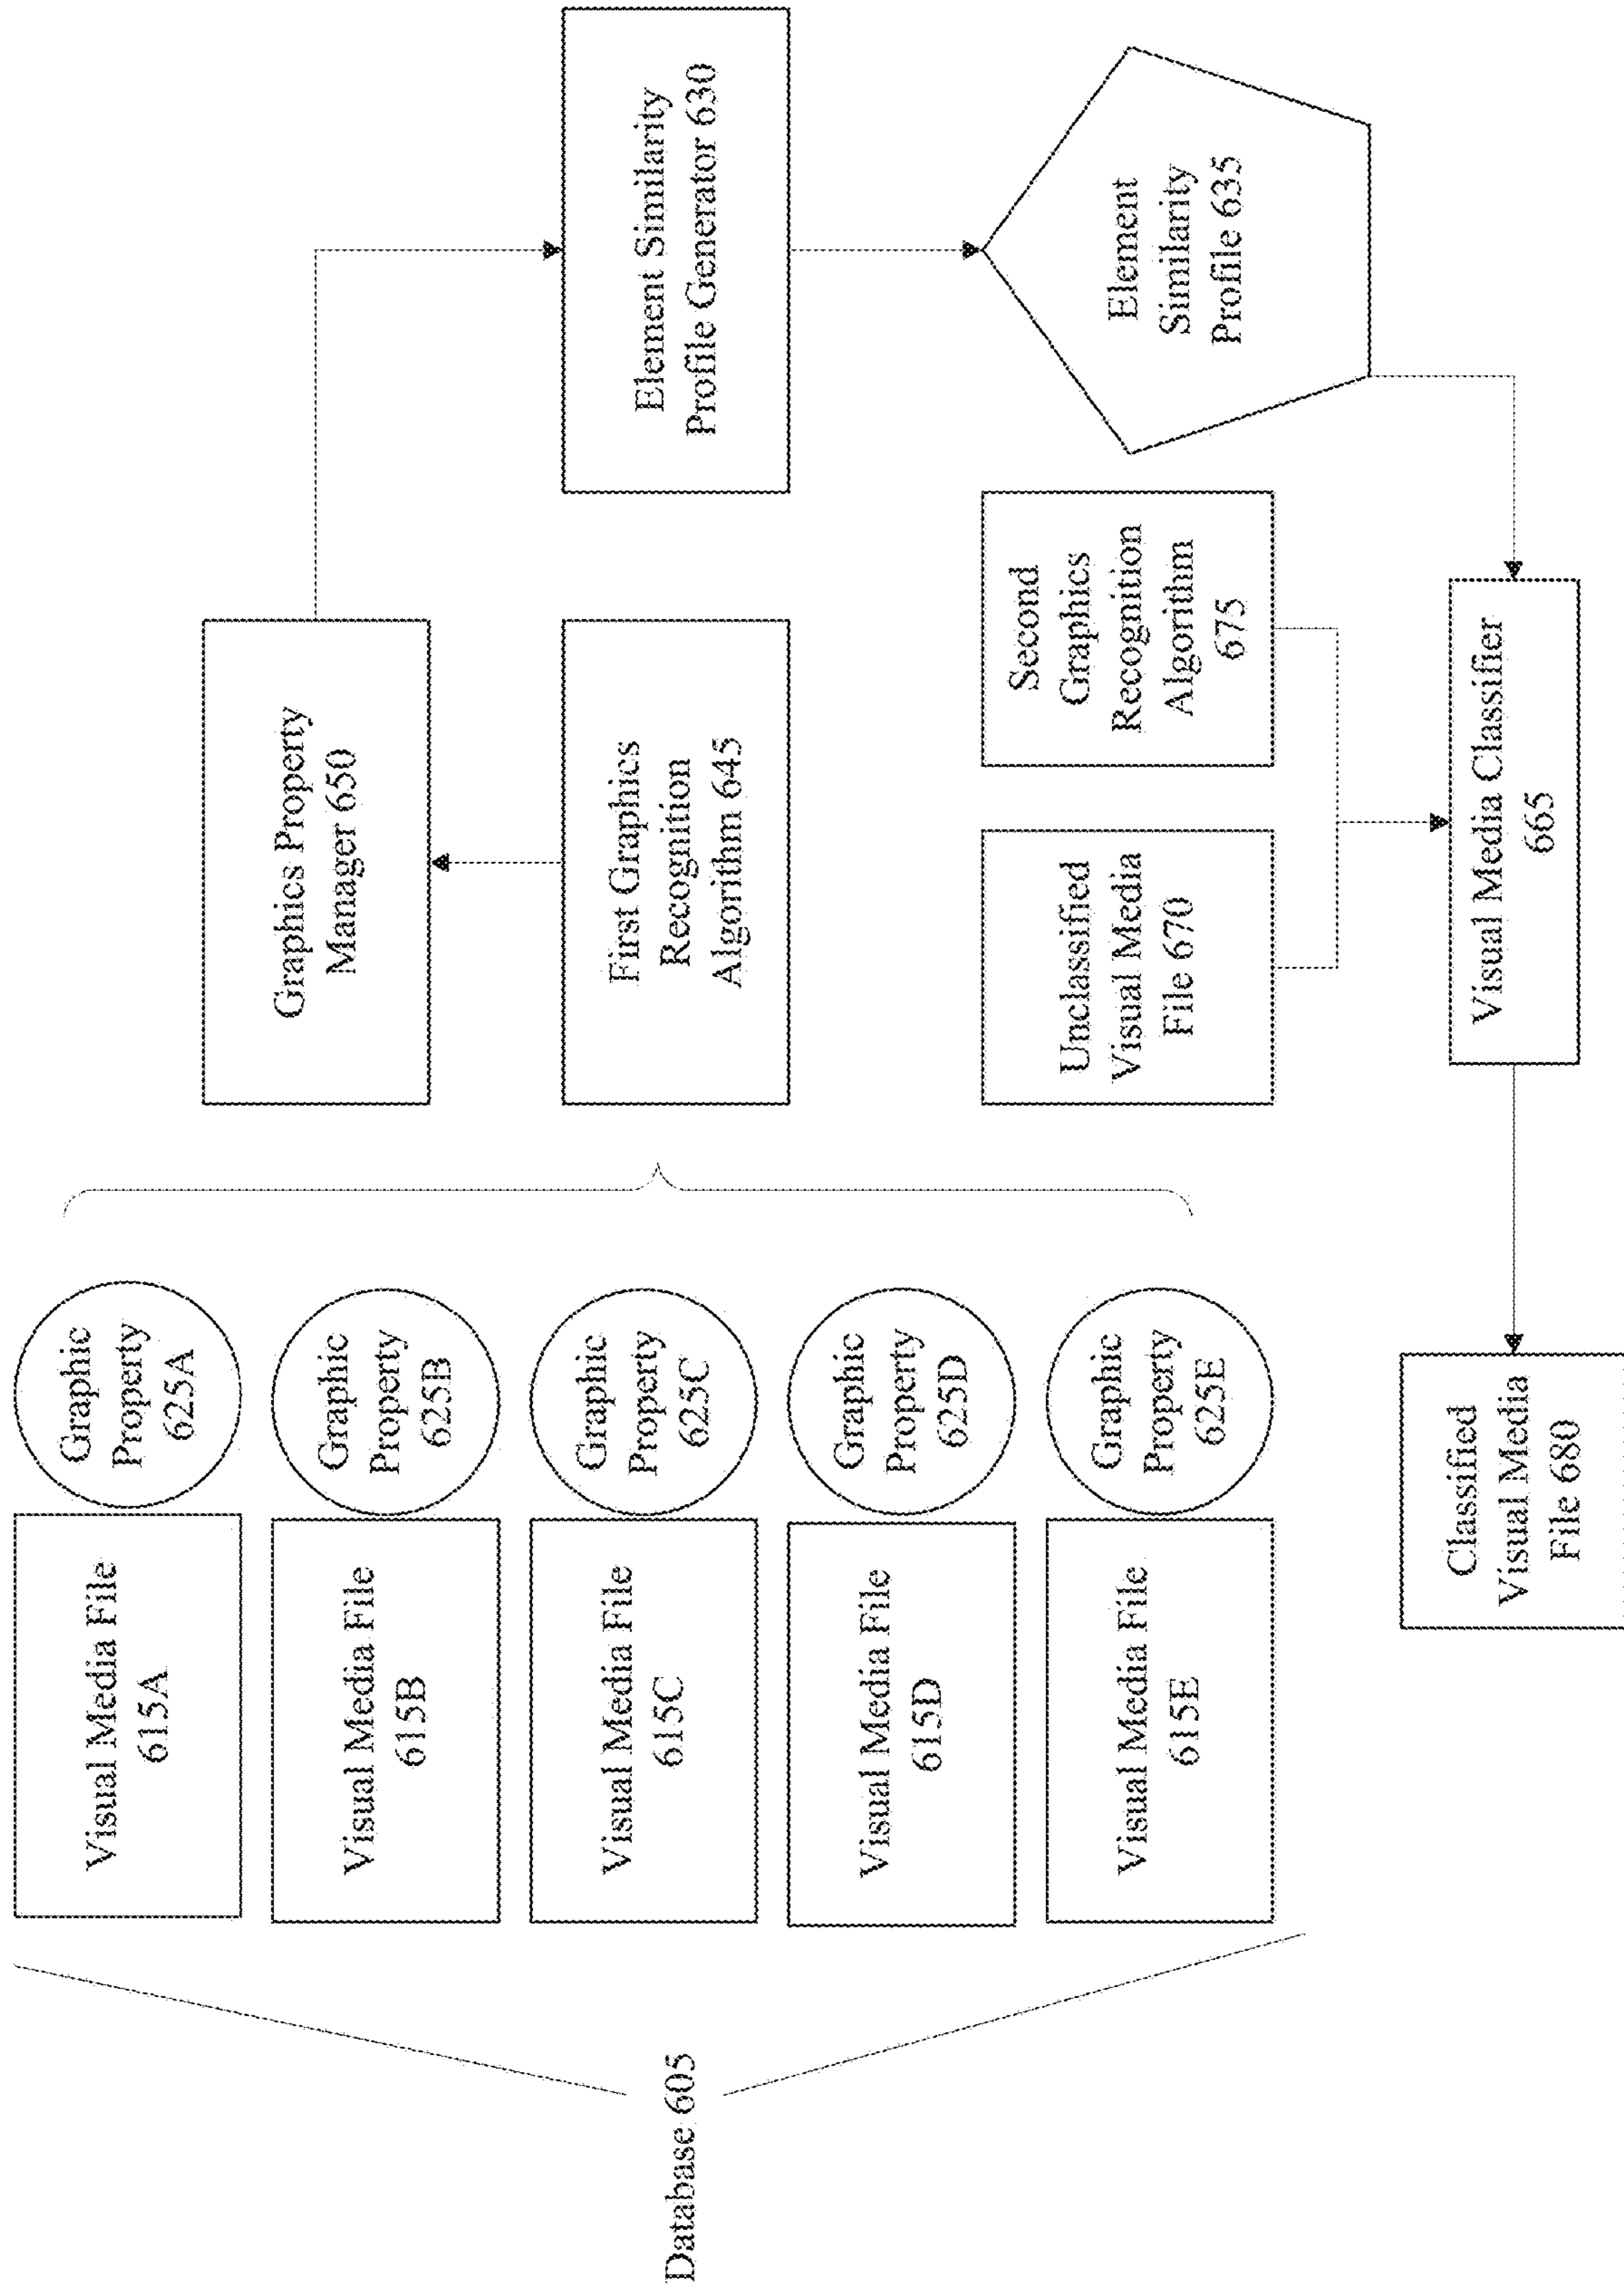 Database 605
Visual Media File
615A
Graphic
Property
625A
Visual Media File
615B
Graphic
Property
625B
Visual Media File
615C
Graphic
Property
625C
Visual Media File
615D
Graphic
Property
625D
Visual Media File
615E
Graphic
Property
625E
Graphics Property
Manager 650
First Graphics
Recognition
Algorithm 645
Element Similarity
Profile Generator 630
Element
Similarity
Profile 635
Unclassified
Visual Media
File 670
Second
Graphics
Recognition
Algorithm
675
Visual Media Classifier
665
Classified
Visual Media
File 680